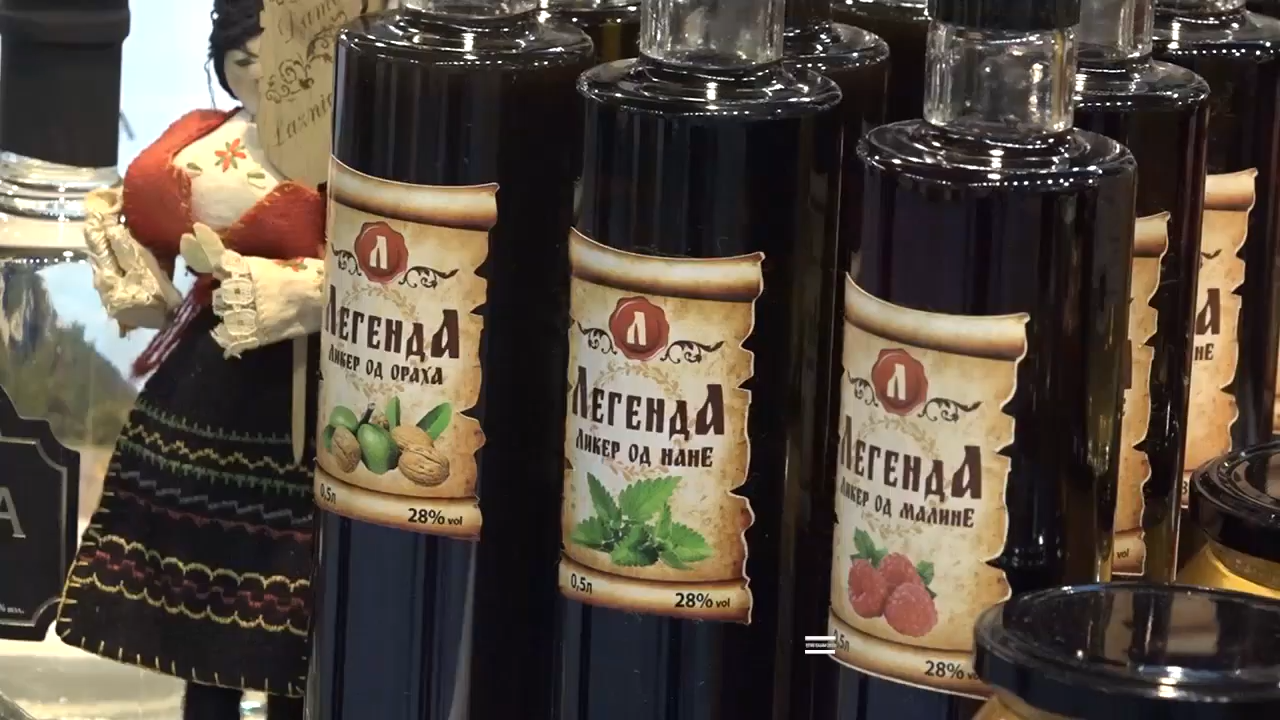 Л
ЛЕГЕНДА
ЛИКЕР ОД ОРАХА
0,5л
28% vol
Л
ЛЕГЕНДА
ЛИКЕР ОД НАНЕ
0,5л
28% vol
Л
ЛЕГЕНДА
ЛИКЕР ОД МАЛИНЕ
28%
vol